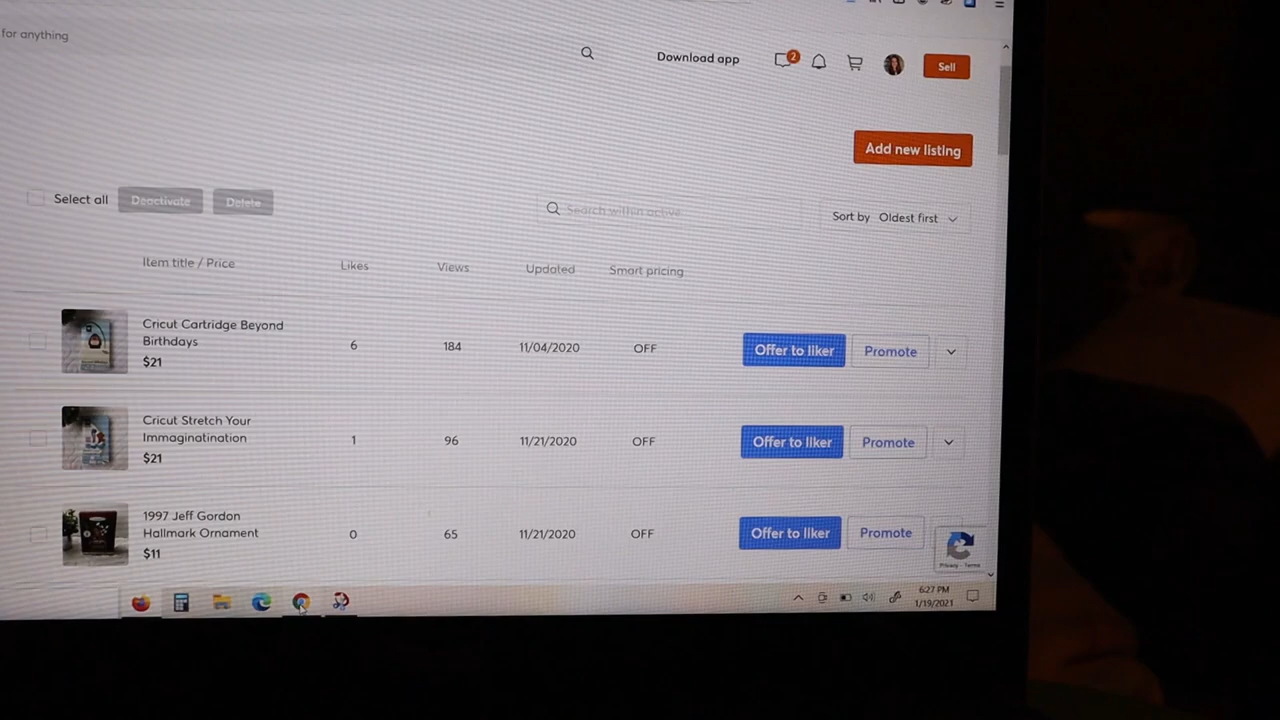 for anything
Download app
2
Sell
Add new listing
Select all
Deactivate
Delete
Search within active
Sort by Oldest first
Item title / Price
Likes
Views
Updated
Smart pricing
Cricut Cartridge Beyond
Birthdays
$21
6
184
11/04/2020
OFF
Offer to liker
Promote
Cricut Stretch Your
Immaginatination
$21
1
96
11/21/2020
OFF
Offer to liker
Promote
1997 Jeff Gordon
Hallmark Ornament
$11
0
65
11/21/2020
OFF
Offer to liker
Promote
Privacy - Terms
6:27 PM
1/19/2021